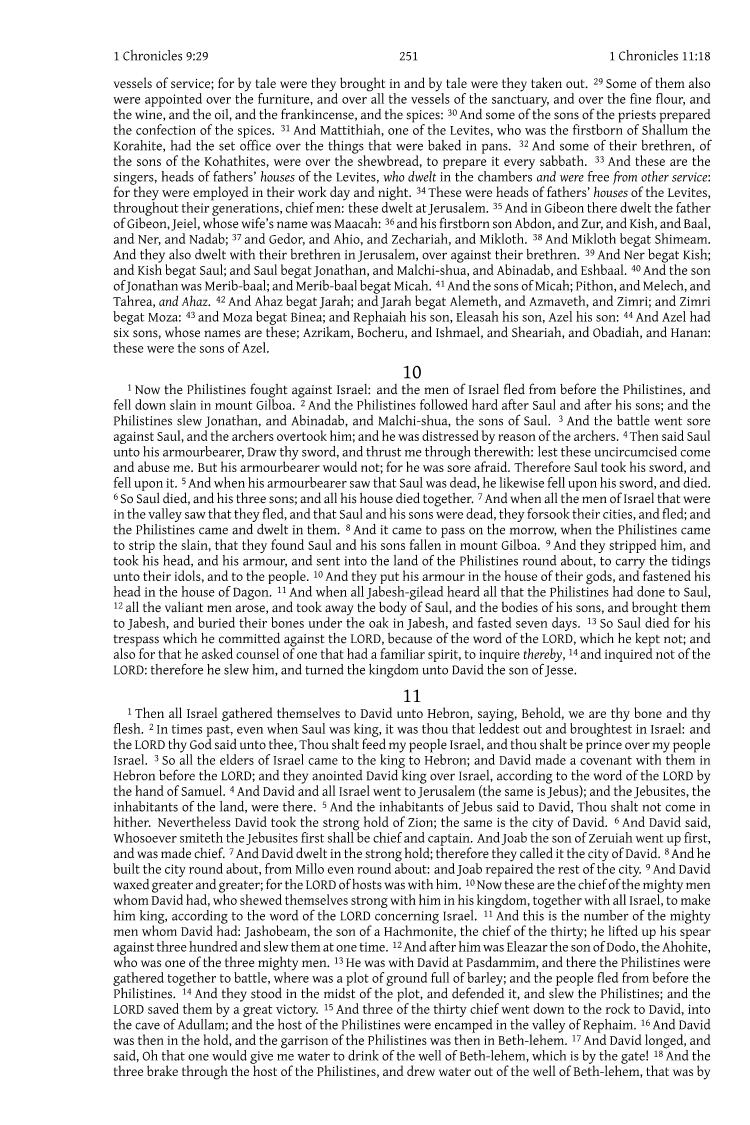 1 Chronicles 9:29 251 1 Chronicles 11:18
vessels of service; for by tale were they brought in and by tale were they taken out. 29 Some of them also
were appointed over the furniture, and over all the vessels of the sanctuary, and over the fine flour, and
the wine, and the oil, and the frankincense, and the spices: 30 And some of the sons of the priests prepared
the confection of the spices. 31 And Mattithiah, one of the Levites, who was the firstborn of Shallum the
Korahite, had the set office over the things that were baked in pans. 32 And some of their brethren, of
the sons of the Kohathites, were over the shewbread, to prepare it every sabbath. 33 And these are the
singers, heads of fathers’ houses of the Levites, who dwelt in the chambers and were free from other service:
for they were employed in their work day and night. 34 These were heads of fathers’ houses of the Levites,
throughout their generations, chief men: these dwelt at Jerusalem. 35 And in Gibeon there dwelt the father
of Gibeon, Jeiel, whose wife’s name was Maacah: 36 and his firstborn son Abdon, and Zur, and Kish, and Baal,
and Ner, and Nadab; 37 and Gedor, and Ahio, and Zechariah, and Mikloth. 38 And Mikloth begat Shimeam.
And they also dwelt with their brethren in Jerusalem, over against their brethren. 39 And Ner begat Kish;
and Kish begat Saul; and Saul begat Jonathan, and Malchi-shua, and Abinadab, and Eshbaal. 40 And the son
of Jonathan was Merib-baal; and Merib-baal begat Micah. 41 And the sons of Micah; Pithon, and Melech, and
Tahrea, and Ahaz. 42 And Ahaz begat Jarah; and Jarah begat Alemeth, and Azmaveth, and Zimri; and Zimri
begat Moza: 43 and Moza begat Binea; and Rephaiah his son, Eleasah his son, Azel his son: 44 And Azel had
six sons, whose names are these; Azrikam, Bocheru, and Ishmael, and Sheariah, and Obadiah, and Hanan:
these were the sons of Azel.
10
1 Now the Philistines fought against Israel: and the men of Israel fled from before the Philistines, and
fell down slain in mount Gilboa. 2 And the Philistines followed hard after Saul and after his sons; and the
Philistines slew Jonathan, and Abinadab, and Malchi-shua, the sons of Saul. 3 And the battle went sore
against Saul, and the archers overtook him; and he was distressed by reason of the archers. 4 Then said Saul
unto his armourbearer, Draw thy sword, and thrust me through therewith: lest these uncircumcised come
and abuse me. But his armourbearer would not; for he was sore afraid. Therefore Saul took his sword, and
fell upon it. 5 And when his armourbearer saw that Saul was dead, he likewise fell upon his sword, and died.
6 So Saul died, and his three sons; and all his house died together. 7 And when all the men of Israel that were
in the valley saw that they fled, and that Saul and his sons were dead, they forsook their cities, and fled; and
the Philistines came and dwelt in them. 8 And it came to pass on the morrow, when the Philistines came
to strip the slain, that they found Saul and his sons fallen in mount Gilboa. 9 And they stripped him, and
took his head, and his armour, and sent into the land of the Philistines round about, to carry the tidings
unto their idols, and to the people. 10 And they put his armour in the house of their gods, and fastened his
head in the house of Dagon. 11 And when all Jabesh-gilead heard all that the Philistines had done to Saul,
12 all the valiant men arose, and took away the body of Saul, and the bodies of his sons, and brought them
to Jabesh, and buried their bones under the oak in Jabesh, and fasted seven days. 13 So Saul died for his
trespass which he committed against the LORD, because of the word of the LORD, which he kept not; and
also for that he asked counsel of one that had a familiar spirit, to inquire thereby, 14 and inquired not of the
LORD: therefore he slew him, and turned the kingdom unto David the son of Jesse.
11
1 Then all Israel gathered themselves to David unto Hebron, saying, Behold, we are thy bone and thy
flesh. 2 In times past, even when Saul was king, it was thou that leddest out and broughtest in Israel: and
the LORD thy God said unto thee, Thou shalt feed my people Israel, and thou shalt be prince over my people
Israel. 3 So all the elders of Israel came to the king to Hebron; and David made a covenant with them in
Hebron before the LORD; and they anointed David king over Israel, according to the word of the LORD by
the hand of Samuel. 4 And David and all Israel went to Jerusalem (the same is Jebus); and the Jebusites, the
inhabitants of the land, were there. 5 And the inhabitants of Jebus said to David, Thou shalt not come in
hither. Nevertheless David took the strong hold of Zion; the same is the city of David. 6 And David said,
Whosoever smiteth the Jebusites first shall be chief and captain. And Joab the son of Zeruiah went up first,
and was made chief. 7 And David dwelt in the strong hold; therefore they called it the city of David. 8 And he
built the city round about, from Millo even round about: and Joab repaired the rest of the city. 9 And David
waxed greater and greater; for the LORD of hosts was with him. 10 Now these are the chief of the mighty men
whom David had, who shewed themselves strong with him in his kingdom, together with all Israel, to make
him king, according to the word of the LORD concerning Israel. 11 And this is the number of the mighty
men whom David had: Jashobeam, the son of a Hachmonite, the chief of the thirty; he lifted up his spear
against three hundred and slew them at one time. 12 And after him was Eleazar the son of Dodo, the Ahohite,
who was one of the three mighty men. 13 He was with David at Pasdammim, and there the Philistines were
gathered together to battle, where was a plot of ground full of barley; and the people fled from before the
Philistines. 14 And they stood in the midst of the plot, and defended it, and slew the Philistines; and the
LORD saved them by a great victory. 15 And three of the thirty chief went down to the rock to David, into
the cave of Adullam; and the host of the Philistines were encamped in the valley of Rephaim. 16 And David
was then in the hold, and the garrison of the Philistines was then in Beth-lehem. 17 And David longed, and
said, Oh that one would give me water to drink of the well of Beth-lehem, which is by the gate! 18 And the
three brake through the host of the Philistines, and drew water out of the well of Beth-lehem, that was by